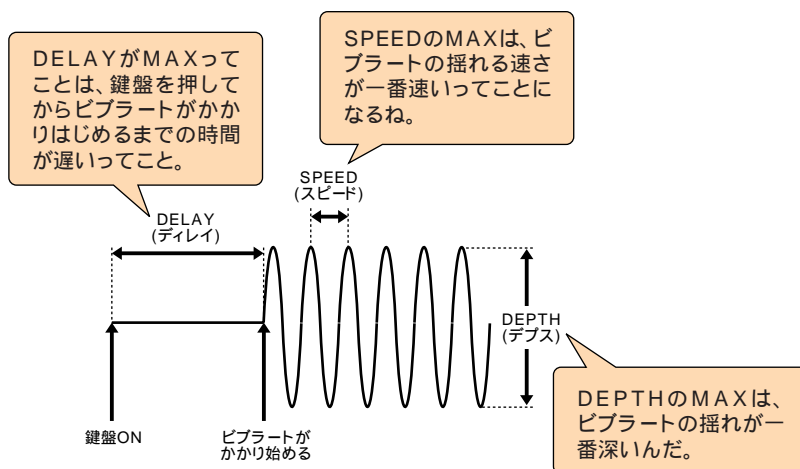 DELAYがMAXって
ことは、鍵盤を押して
からビブラートがかか
りはじめるまでの時間
が遅いってこと。
SPEEDのMAXは、ビ
ブラートの揺れる速さ
が一番速いってことに
なるね。
SPEED
(スピード)
DELAY
(ディレイ)
DEPTH
(デプス)
DEPTHのMAXは、
ビブラートの揺れが一
番深いんだ。
鍵盤ON
ビブラートが
かかり始める